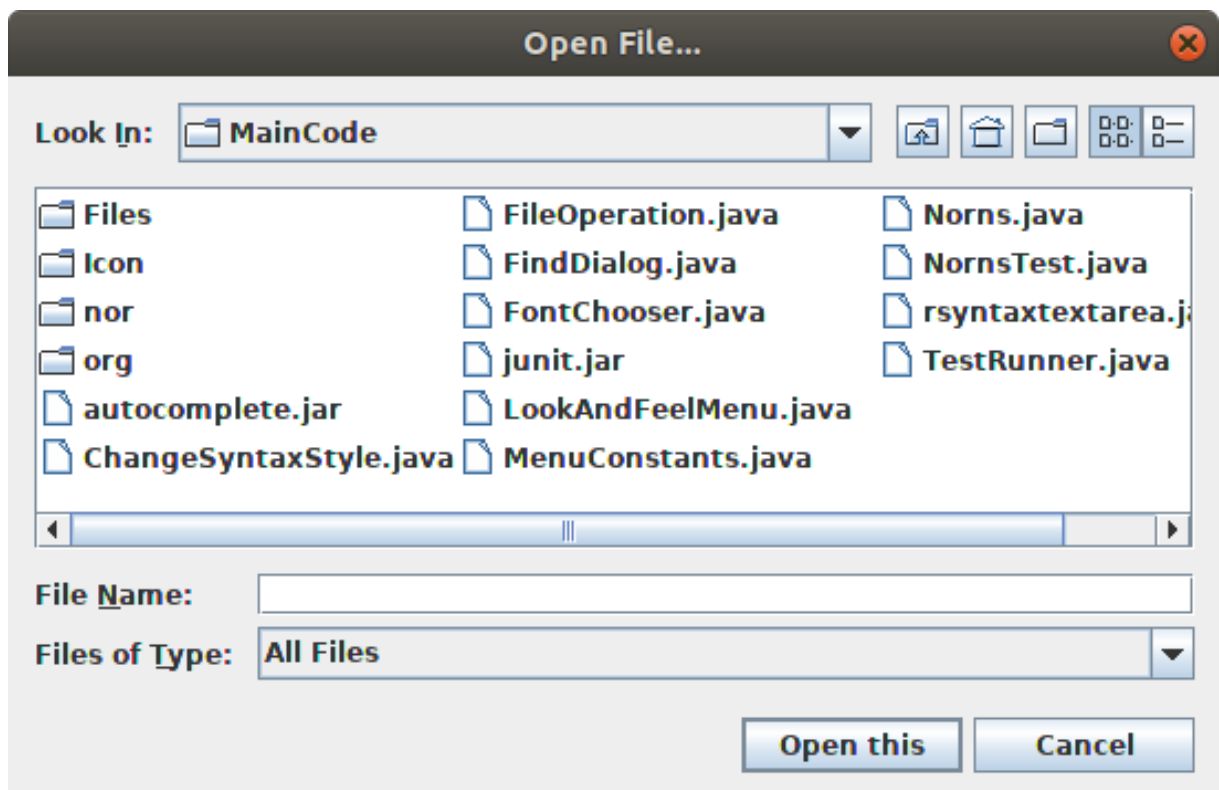 Open File...
Look In: MainCode
Files FileOperation.java Norns.java
Icon FindDialog.java NornsTest.java
nor FontChooser.java rsyntaxtextarea.ja
org junit.jar TestRunner.java
autocomplete.jar LookAndFeelMenu.java
ChangeSyntaxStyle.java MenuConstants.java
File Name:
Files of Type: All Files
Open this Cancel